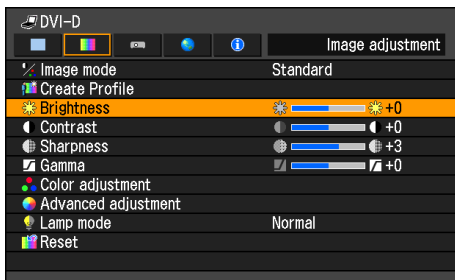 DVI-D
Image adjustment
Image mode Standard
Create Profile
Brightness +0
Contrast +0
Sharpness +3
Gamma +0
Color adjustment
Advanced adjustment
Lamp mode Normal
Reset